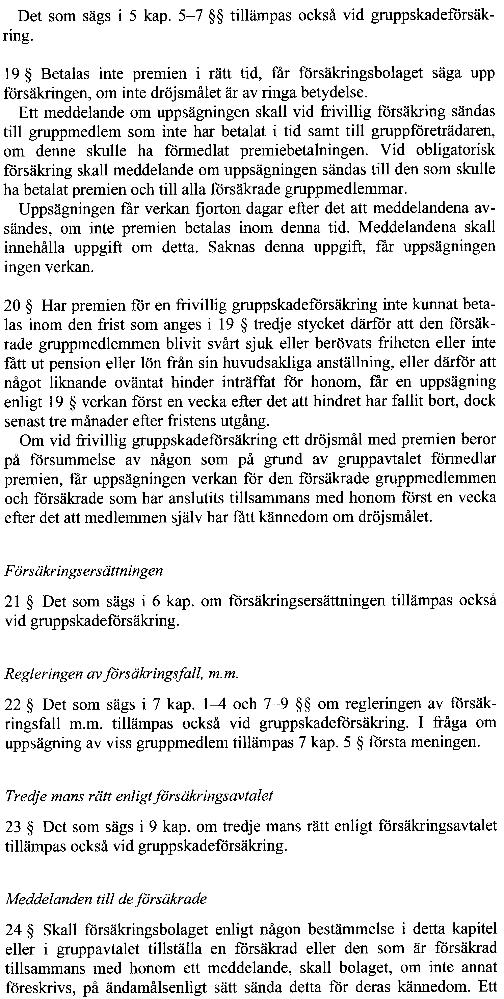 Det som sägs i 5 kap. 5–7 §§ tillämpas också vid gruppskadeförsäk-
ring.
19 § Betalas inte premien i rätt tid, får försäkringsbolaget säga upp
försäkringen, om inte dröjsmålet är av ringa betydelse.
Ett meddelande om uppsägningen skall vid frivillig försäkring sändas
till gruppmedlem som inte har betalat i tid samt till gruppföreträdaren,
om denne skulle ha förmedlat premiebetalningen. Vid obligatorisk
försäkring skall meddelande om uppsägningen sändas till den som skulle
ha betalat premien och till alla försäkrade gruppmedlemmar.
Uppsägningen får verkan fjorton dagar efter det att meddelandena av-
sändes, om inte premien betalas inom denna tid. Meddelandena skall
innehålla uppgift om detta. Saknas denna uppgift, får uppsägningen
ingen verkan.
20 § Har premien för en frivillig gruppskadeförsäkring inte kunnat beta-
las inom den frist som anges i 19 § tredje stycket därför att den försäk-
rade gruppmedlemmen blivit svårt sjuk eller berövats friheten eller inte
fått ut pension eller lön från sin huvudsakliga anställning, eller därför att
något liknande oväntat hinder inträffat för honom, får en uppsägning
enligt 19 § verkan först en vecka efter det att hindret har fallit bort, dock
senast tre månader efter fristens utgång.
Om vid frivillig gruppskadeförsäkring ett dröjsmål med premien beror
på försummelse av någon som på grund av gruppavtalet förmedlar
premien, får uppsägningen verkan för den försäkrade gruppmedlemmen
och försäkrade som har anslutits tillsammans med honom först en vecka
efter det att medlemmen själv har fått kännedom om dröjsmålet.
Försäkringsersättningen
21 § Det som sägs i 6 kap. om försäkringsersättningen tillämpas också
vid gruppskadeförsäkring.
Regleringen av försäkringsfall, m.m.
22 § Det som sägs i 7 kap. 1–4 och 7–9 §§ om regleringen av försäk-
ringsfall m.m. tillämpas också vid gruppskadeförsäkring. I fråga om
uppsägning av viss gruppmedlem tillämpas 7 kap. 5 § första meningen.
Tredje mans rätt enligt försäkringsavtalet
23 § Det som sägs i 9 kap. om tredje mans rätt enligt försäkringsavtalet
tillämpas också vid gruppskadeförsäkring.
Meddelanden till de försäkrade
24 § Skall försäkringsbolaget enligt någon bestämmelse i detta kapitel
eller i gruppavtalet tillställa en försäkrad eller den som är försäkrad
tillsammans med honom ett meddelande, skall bolaget, om inte annat
föreskrivs, på ändamålsenligt sätt sända detta för deras kännedom. Ett